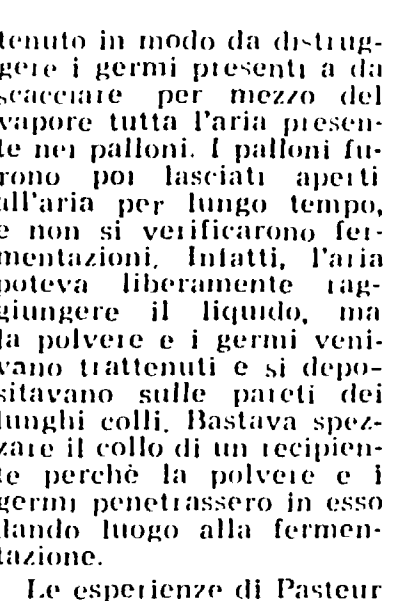 tenuto in modo da distrug-
gere i germi presenti a da
scacciare per mezzo del
vapore tutta l'aria presen-
te nei palloni. I palloni fu-
rono poi lasciati aperti
all'aria per lungo tempo,
e non si verificarono fer-
mentazioni. Infatti, l'aria
poteva liberamente rag-
giungere il liquido, ma
la polvere e i germi veni-
vano trattenuti e si depo-
sitavano sulle pareti dei
lunghi colli. Bastava spez-
zare il collo di un recipien-
te perchè la polvere e i
germi penetrassero in esso
dando luogo alla fermen-
tazione.
Le esperienze di Pasteur